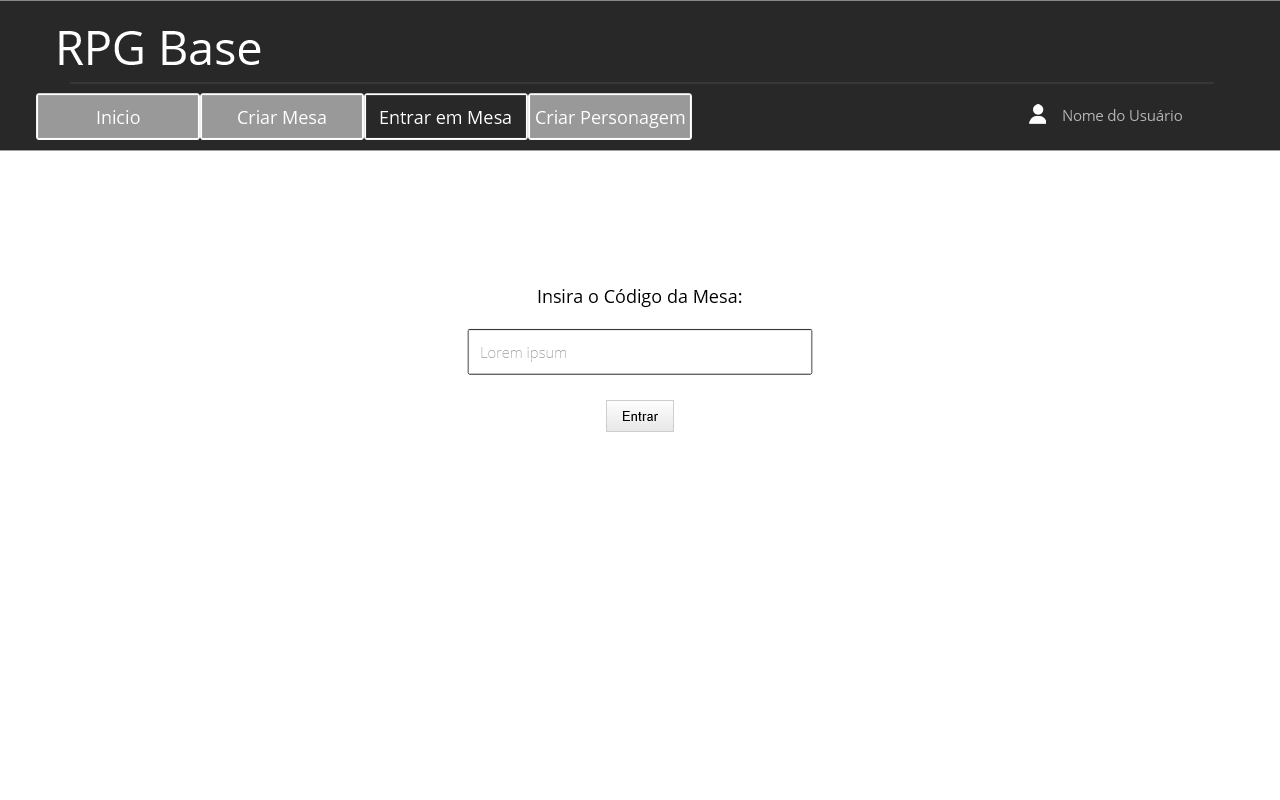 RPG Base
Inicio
Criar Mesa
Entrar em Mesa
Criar Personagem
Nome do Usuário
Insira o Código da Mesa:
Lorem ipsum
Entrar